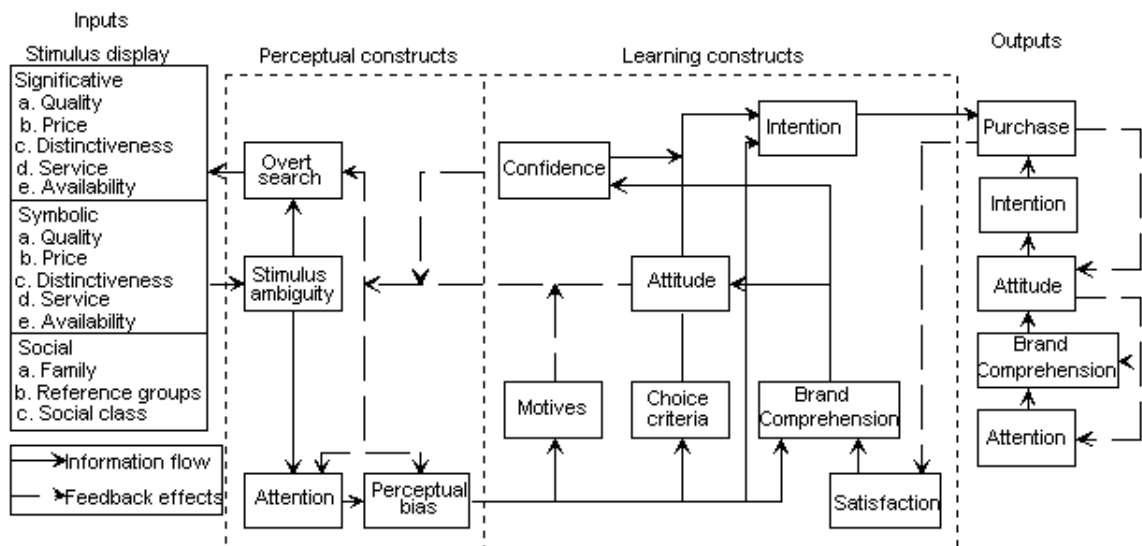 Inputs
Stimulus display
Significative
a. Quality
b. Price
c. Distinctiveness
d. Service
e. Availability
Symbolic
a. Quality
b. Price
c. Distinctiveness
d. Service
e. Availability
Social
a. Family
b. Reference groups
c. Social class
Information flow
Feedback effects
Perceptual constructs
Overt
search
Stimulus
ambiguity
Attention
Perceptual
bias
Learning constructs
Confidence
Intention
Attitude
Motives
Choice
criteria
Brand
Comprehension
Satisfaction
Outputs
Purchase
Intention
Attitude
Brand
Comprehension
Attention